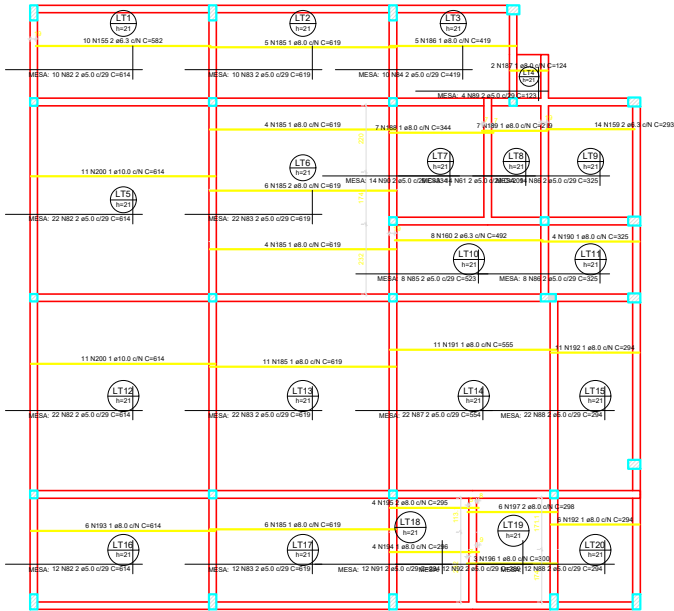 LT1
h=21
LT2
h=21
LT3
h=21
10 N155 2 ø6.3 c/N C=582
5 N185 1 ø8.0 c/N C=619
5 N186 1 ø8.0 c/N C=419
2 N187 1 ø8.0 c/N C=124
LT4
h=21
MESA: 10 N82 2 ø5.0 c/29 C=614
MESA: 10 N83 2 ø5.0 c/29 C=619
MESA: 10 N84 2 ø5.0 c/29 C=419
MESA: 4 N89 2 ø5.0 c/29 C=123
4 N185 1 ø8.0 c/N C=619
7 N188 1 ø8.0 c/N C=344
14 N159 2 ø6.3 c/N C=293
LT6
h=21
LT7
h=21
LT8
h=21
LT9
h=21
11 N200 1 ø10.0 c/N C=614
6 N185 2 ø8.0 c/N C=619
LT5
h=21
MESA: 22 N82 2 ø5.0 c/29 C=614
MESA: 22 N83 2 ø5.0 c/29 C=619
8 N160 2 ø6.3 c/N C=492
4 N190 1 ø8.0 c/N C=325
4 N185 1 ø8.0 c/N C=619
LT10
h=21
LT11
h=21
MESA: 8 N85 2 ø5.0 c/29 C=523
MESA: 8 N86 2 ø5.0 c/29 C=325
11 N200 1 ø10.0 c/N C=614
11 N185 1 ø8.0 c/N C=619
11 N191 1 ø8.0 c/N C=555
11 N192 1 ø8.0 c/N C=294
LT12
h=21
LT13
h=21
LT14
h=21
LT15
h=21
MESA: 22 N82 2 ø5.0 c/29 C=614
MESA: 22 N83 2 ø5.0 c/29 C=619
MESA: 22 N87 2 ø5.0 c/29 C=554
MESA: 22 N88 2 ø5.0 c/29 C=294
4 N195 2 ø8.0 c/N C=295
6 N197 2 ø8.0 c/N C=298
6 N193 1 ø8.0 c/N C=614
6 N185 1 ø8.0 c/N C=619
LT18
h=21
LT19
h=21
6 N192 1 ø8.0 c/N C=294
LT16
h=21
LT17
h=21
4 N194 1 ø8.0 c/N C=296
3 N196 1 ø8.0 c/N C=300
LT20
h=21
MESA: 12 N82 2 ø5.0 c/29 C=614
MESA: 12 N83 2 ø5.0 c/29 C=619
MESA: 12 N88 2 ø5.0 c/29 C=294